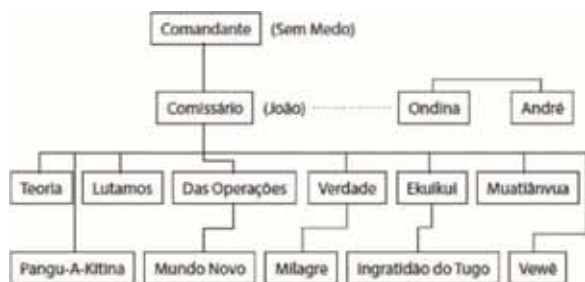 Comandante (Sem Medo)
Comissário (João) Ondina André
Teoria Lutamos Das Operações Verdade Ekuikui Muatiânvua
Pangu-A-Kitina Mundo Novo Milagre Ingratidão do Tugo Vewê